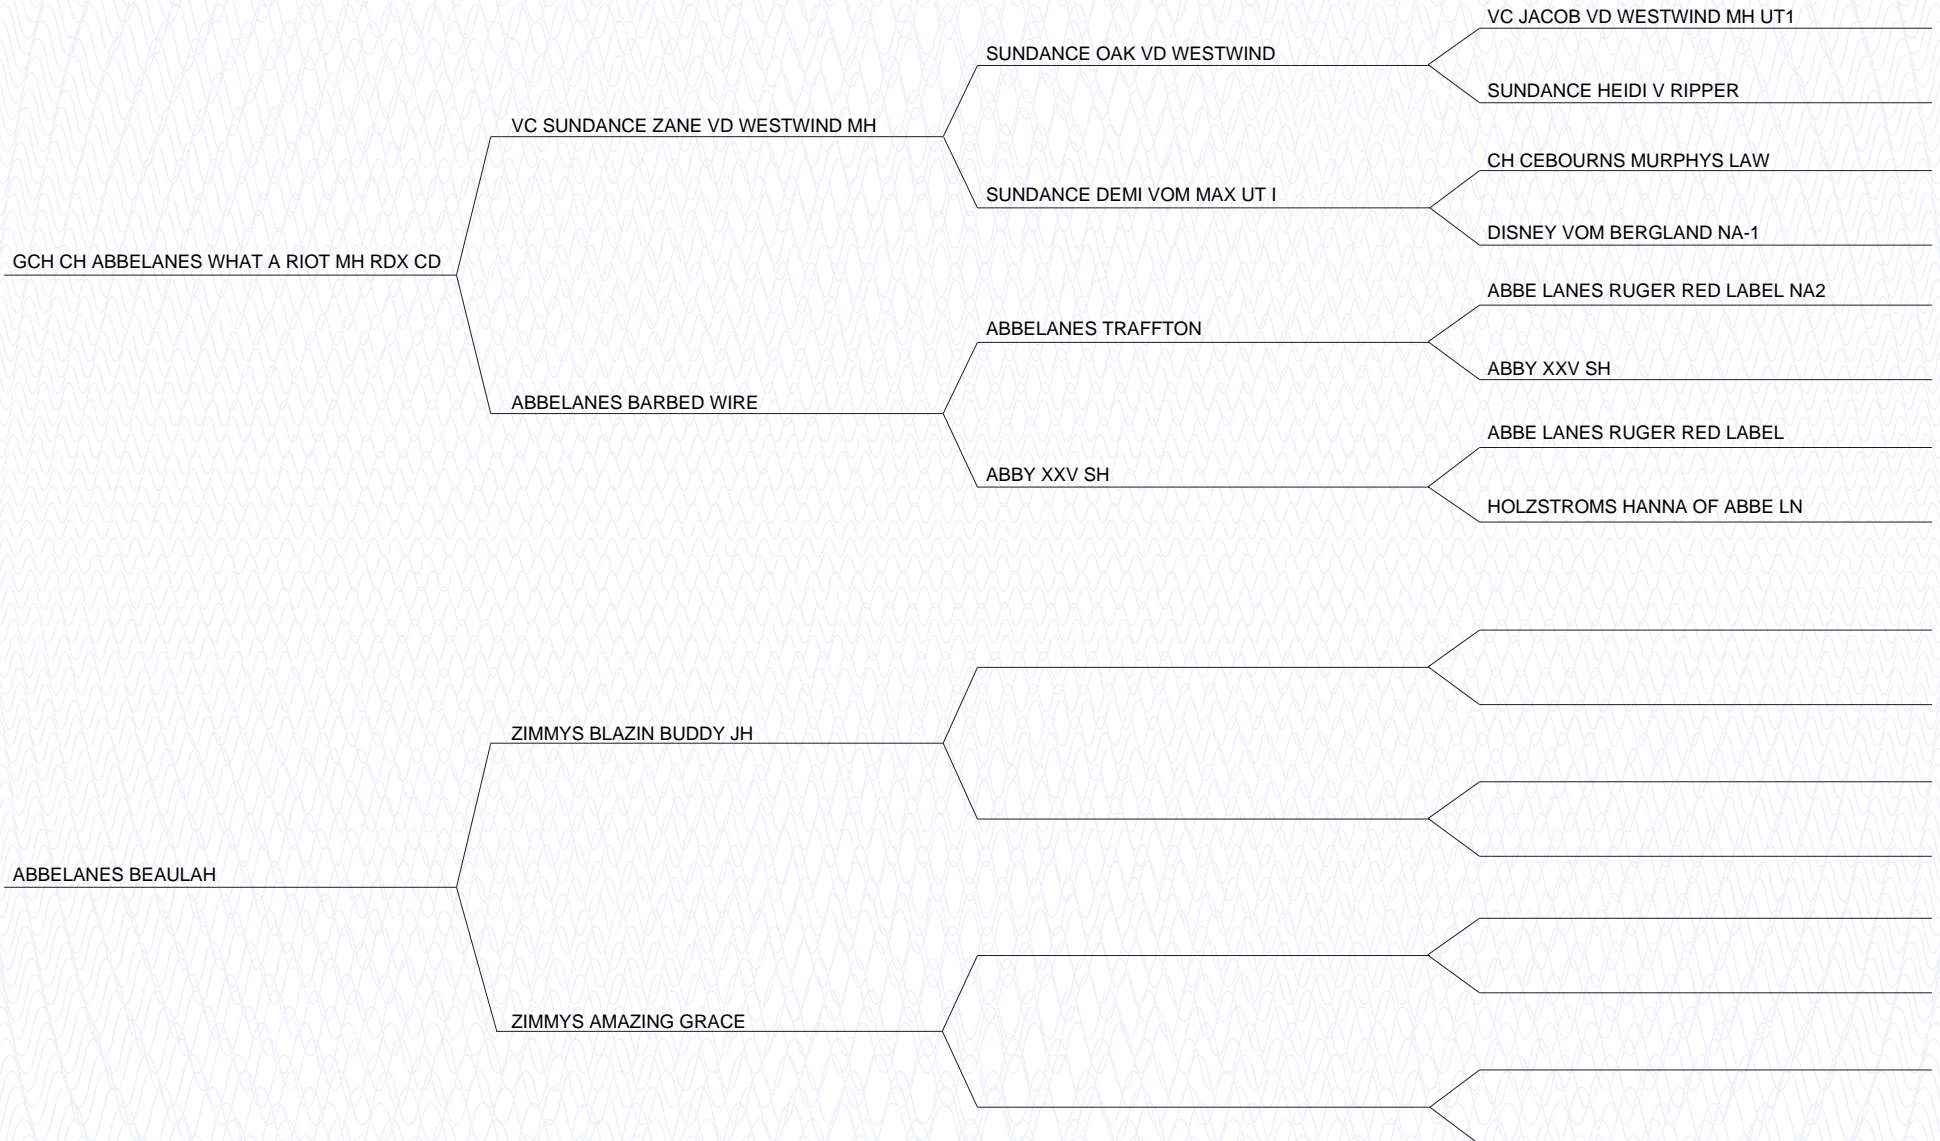 VC JACOB VD WESTWIND MH UT1
SUNDANCE OAK VD WESTWIND
SUNDANCE HEIDI V RIPPER
VC SUNDANCE ZANE VD WESTWIND MH
CH CEBOURNS MURPHYS LAW
SUNDANCE DEMI VOM MAX UT I
DISNEY VOM BERGLAND NA-1
GCH CH ABBELANES WHAT A RIOT MH RDX CD
ABBE LANES RUGER RED LABEL NA2
ABBELANES TRAFFTON
ABBY XXV SH
ABBELANES BARBED WIRE
ABBE LANES RUGER RED LABEL
ABBY XXV SH
HOLZSTROMS HANNA OF ABBE LN
ZIMMYS BLAZIN BUDDY JH
ABBELANES BEAULAH
ZIMMYS AMAZING GRACE